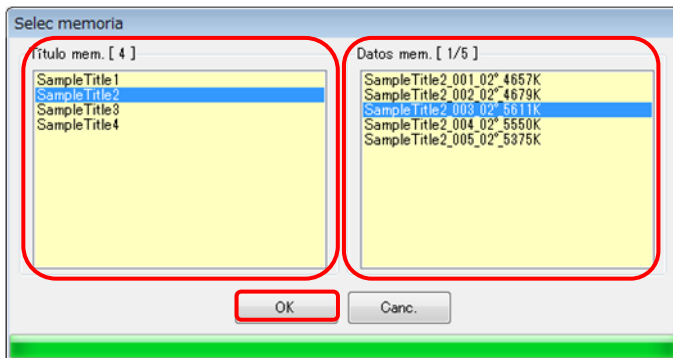 Selec memoria
Título mem. [ 4 ]
SampleTitle1
SampleTitle2
SampleTitle3
SampleTitle4
Datos mem. [ 1/5 ]
SampleTitle2_001_02°_4657K
SampleTitle2_002_02°_4679K
SampleTitle2_003_02°_5611K
SampleTitle2_004_02°_5550K
SampleTitle2_005_02°_5375K
OK
Canc.